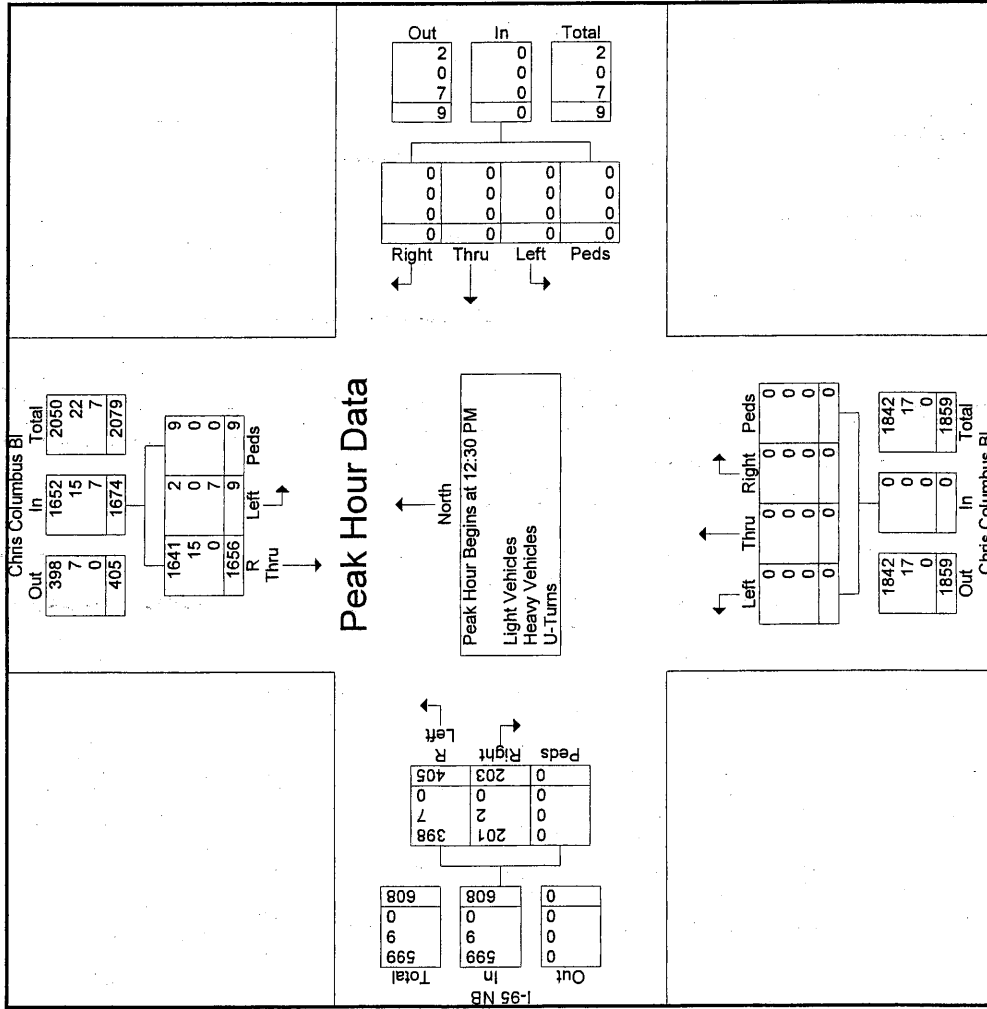 Chris Columbus Bl
Out In Total
398 1652 2050
7 15 22
0 7 7
405 1674 2079
1641 2 9
15 0 0
0 7 0
1656 9 9
R Left Peds
Thru
Out In Total
2 0 2
0 0 0
7 0 7
9 0 9
0 0 0 0
0 0 0 0
0 0 0 0
0 0 0 0
Right Thru Left Peds
Peak Hour Data
North
Peak Hour Begins at 12:30 PM
Light Vehicles
Heavy Vehicles
U-Turns
I-95 NB
Total In Out
599 599 0
9 9 0
0 0 0
608 608 0
398 201 0
7 2 0
0 0 0
405 203 0
R Right Peds
Left
Left Thru Right Peds
0 0 0 0
0 0 0 0
0 0 0 0
0 0 0 0
1842 0 1842
17 0 17
0 0 0
1859 0 1859
Out In Total
Chris Columbus Bl